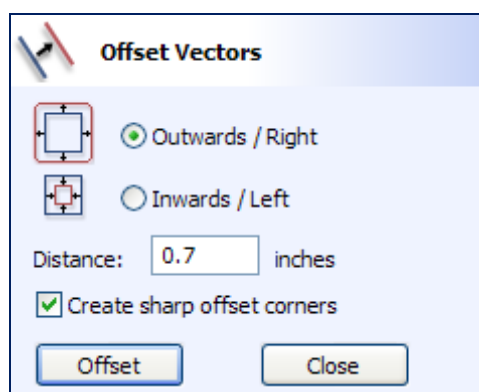 Offset Vectors
Outwards / Right
Inwards / Left
Distance: 0.7 inches
Create sharp offset corners
Offset Close